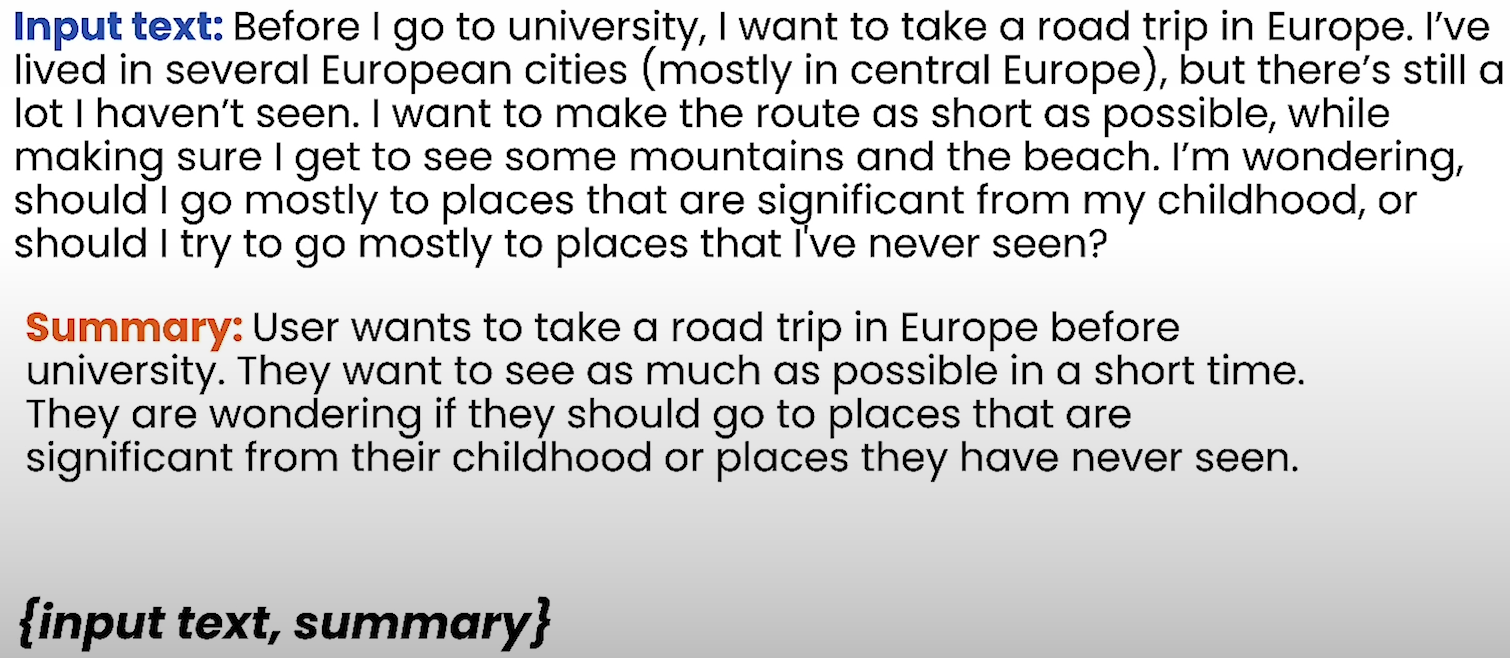 Input text: Before I go to university, I want to take a road trip in Europe. I’ve
lived in several European cities (mostly in central Europe), but there’s still a
lot I haven’t seen. I want to make the route as short as possible, while
making sure I get to see some mountains and the beach. I’m wondering,
should I go mostly to places that are significant from my childhood, or
should I try to go mostly to places that I've never seen?
Summary: User wants to take a road trip in Europe before
university. They want to see as much as possible in a short time.
They are wondering if they should go to places that are
significant from their childhood or places they have never seen.
{input text, summary}